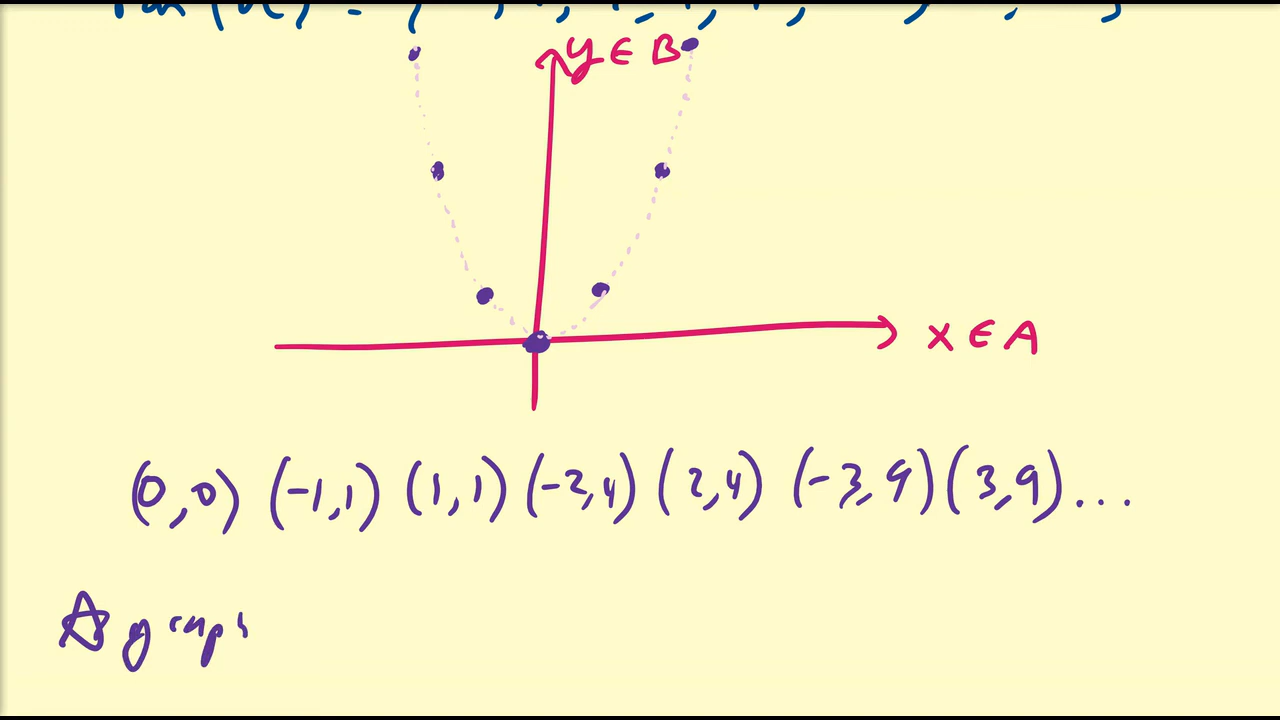 y ∈ B
x ∈ A
(0,0) (-1,1) (1,1) (-2,4) (2,4) (-3,9) (3,9)...
A graph